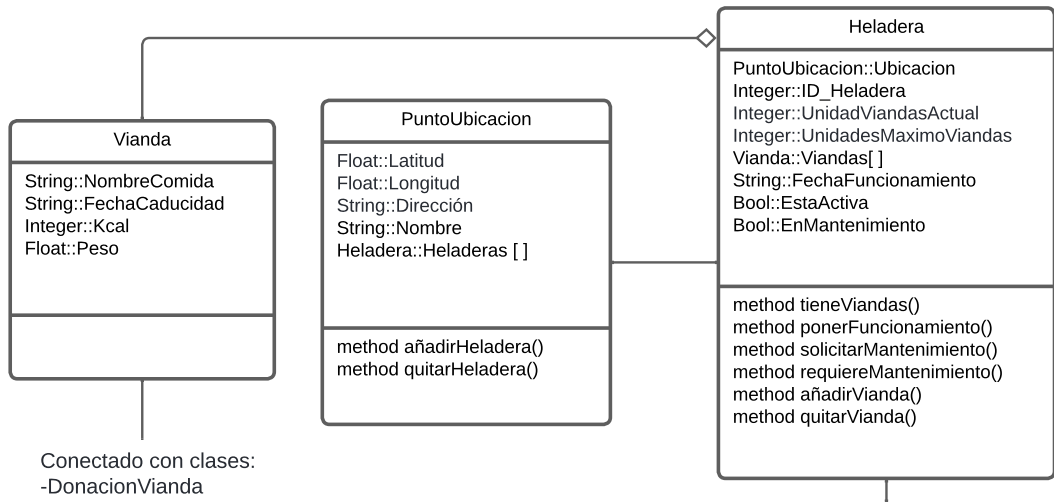 Vianda
String::NombreComida
String::FechaCaducidad
Integer::Kcal
Float::Peso
Conectado con clases:
-DonacionVianda
PuntoUbicacion
Float::Latitud
Float::Longitud
String::Dirección
String::Nombre
Heladera::Heladeras [ ]
method añadirHeladera()
method quitarHeladera()
Heladera
PuntoUbicacion::Ubicacion
Integer::ID_Heladera
Integer::UnidadViandasActual
Integer::UnidadesMaximoViandas
Vianda::Viandas[ ]
String::FechaFuncionamiento
Bool::EstaActiva
Bool::EnMantenimiento
method tieneViandas()
method ponerFuncionamiento()
method solicitarMantenimiento()
method requiereMantenimiento()
method añadirVianda()
method quitarVianda()